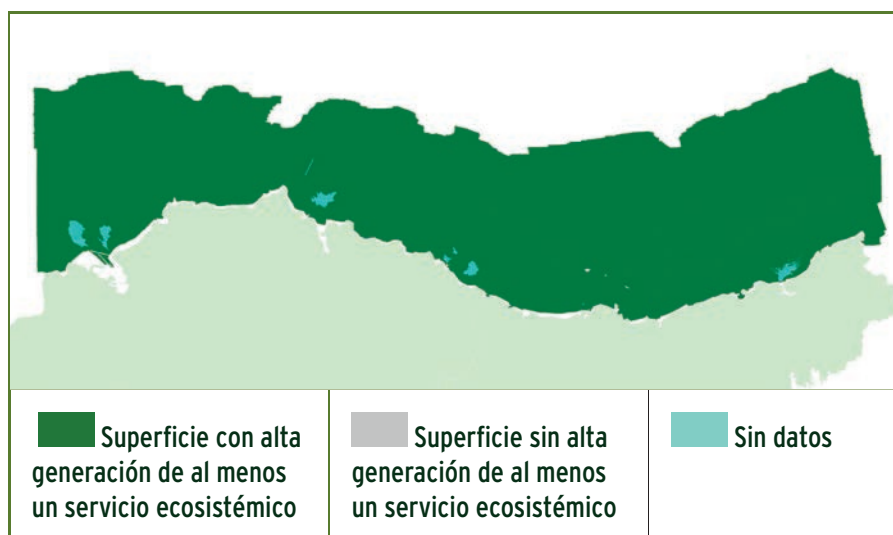 Superficie con alta
generación de al menos
un servicio ecosistémico
Superficie sin alta
generación de al menos
un servicio ecosistémico
Sin datos